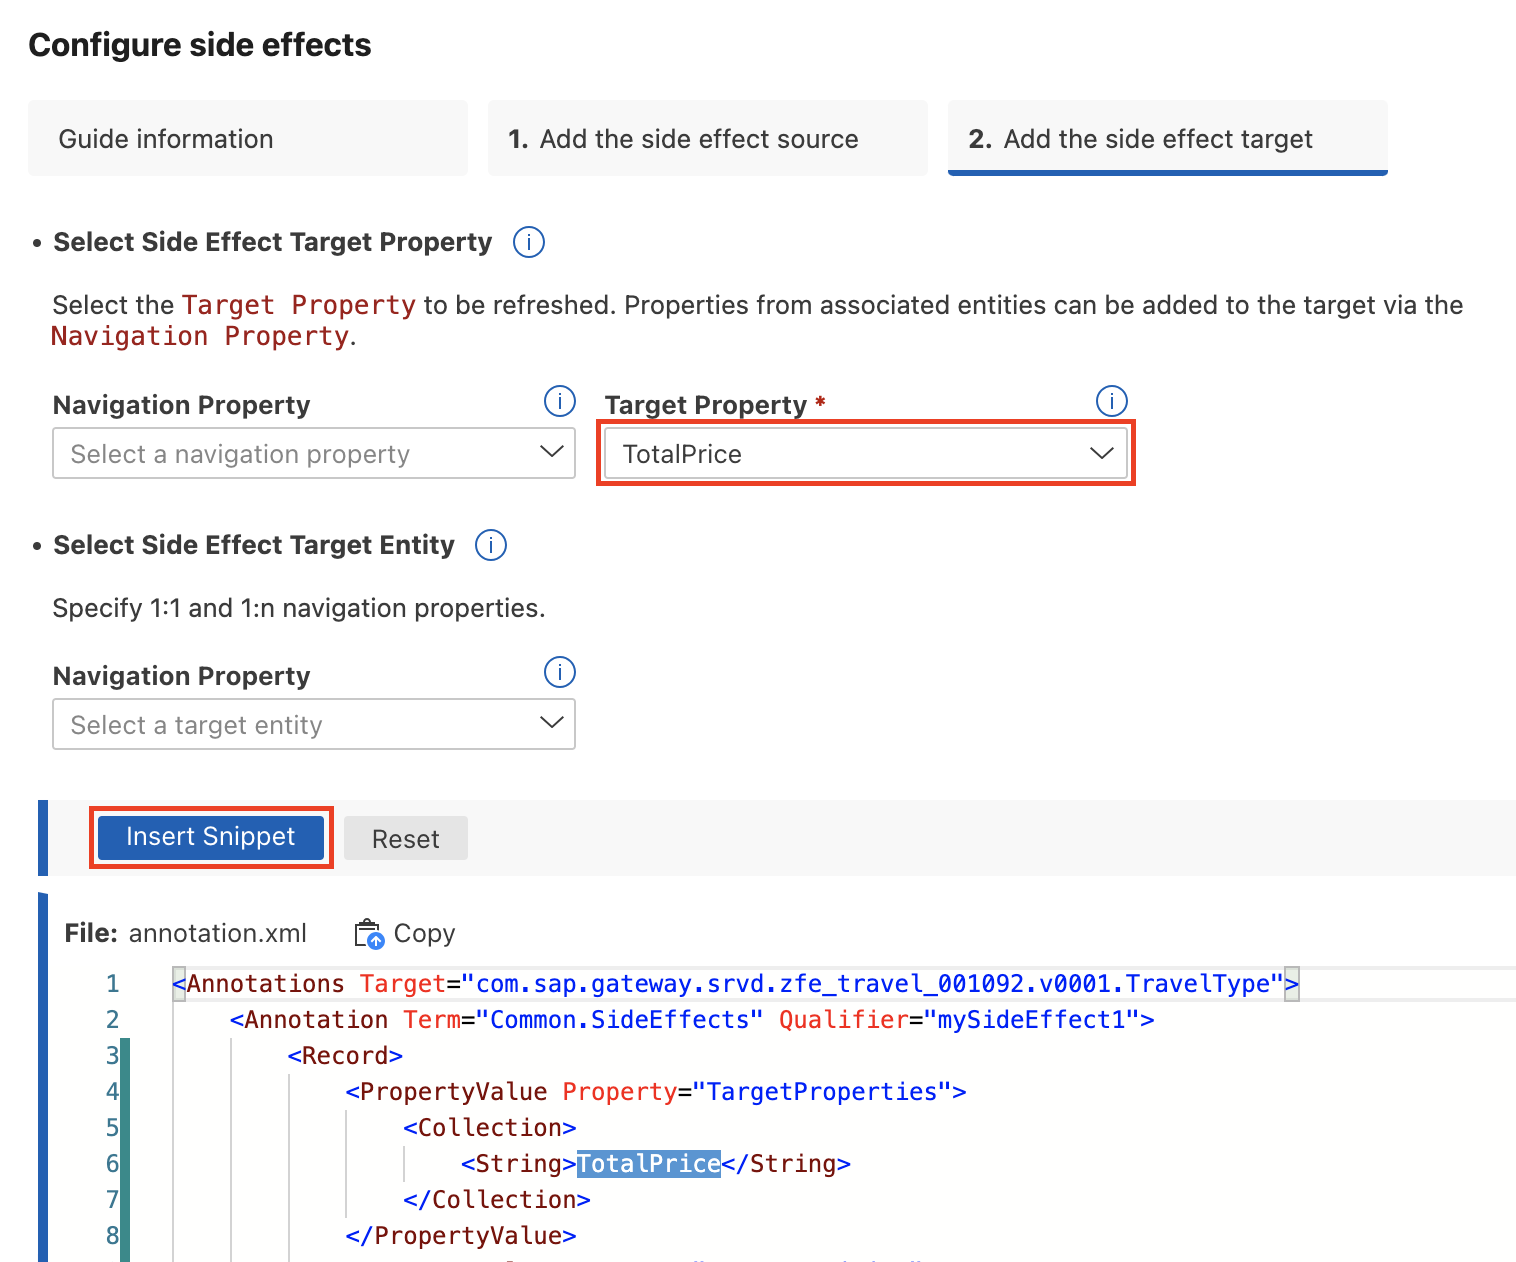 Configure side effects
Guide information
1. Add the side effect source
2. Add the side effect target
• Select Side Effect Target Property
Select the Target Property to be refreshed. Properties from associated entities can be added to the target via the
Navigation Property.
Navigation Property
Target Property *
Select a navigation property
TotalPrice
• Select Side Effect Target Entity
Specify 1:1 and 1:n navigation properties.
Navigation Property
Select a target entity
Insert Snippet
Reset
File: annotation.xml
Copy
1 <Annotations Target="com.sap.gateway.srvd.zfe_travel_001092.v0001.TravelType">
2 <Annotation Term="Common.SideEffects" Qualifier="mySideEffect1">
3 <Record>
4 <PropertyValue Property="TargetProperties">
5 <Collection>
6 <String>TotalPrice</String>
7 </Collection>
8 </PropertyValue>